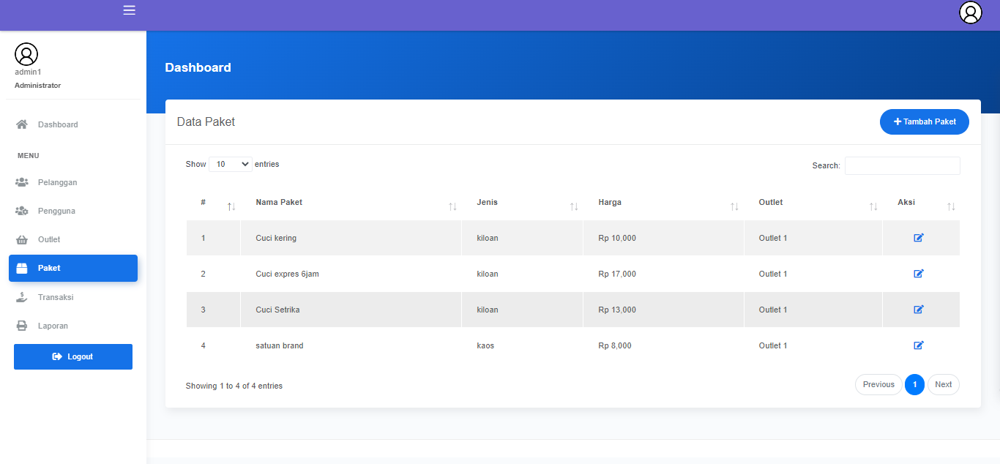 admin1
Administrator
Dashboard
MENU
Pelanggan
Pengguna
Outlet
Paket
Transaksi
Laporan
Logout
Dashboard
Data Paket
Tambah Paket
Show 10 entries
Search:
# Nama Paket Jenis Harga Outlet Aksi
1 Cuci kering kiloan Rp 10,000 Outlet 1
2 Cuci expres 6jam kiloan Rp 17,000 Outlet 1
3 Cuci Setrika kiloan Rp 13,000 Outlet 1
4 satuan brand kaos Rp 8,000 Outlet 1
Showing 1 to 4 of 4 entries
Previous 1 Next